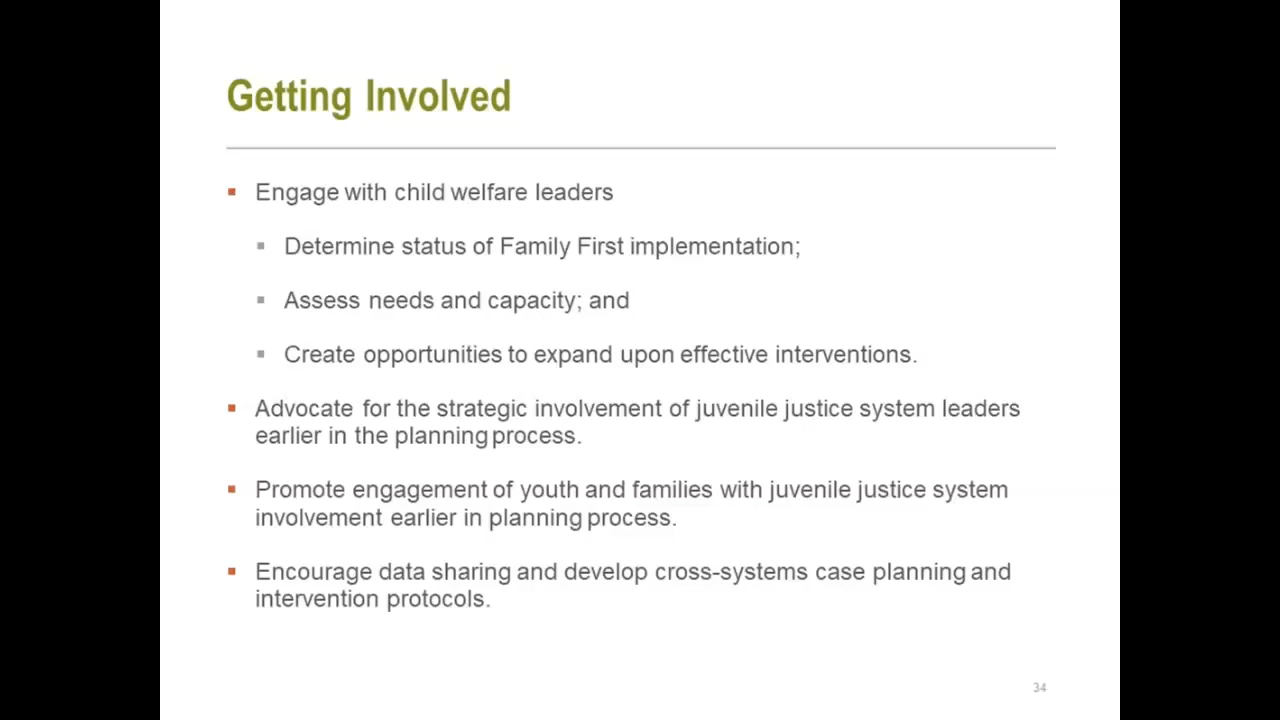 Getting Involved
Engage with child welfare leaders
Determine status of Family First implementation;
Assess needs and capacity; and
Create opportunities to expand upon effective interventions.
Advocate for the strategic involvement of juvenile justice system leaders
earlier in the planning process.
Promote engagement of youth and families with juvenile justice system
involvement earlier in planning process.
Encourage data sharing and develop cross-systems case planning and
intervention protocols.
34